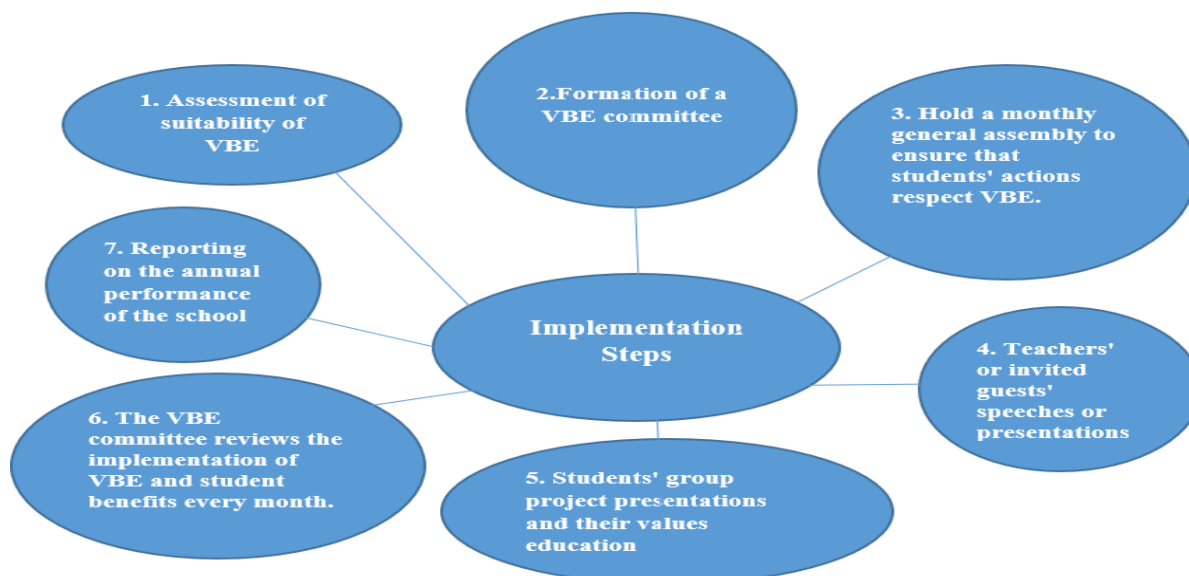 1. Assessment of
suitability of
VBE
2.Formation of a
VBE committee
3. Hold a monthly
general assembly to
ensure that
students' actions
respect VBE.
4. Teachers'
or invited
guests'
speeches or
presentations
5. Students' group
project presentations
and their values
education
6. The VBE
committee reviews the
implementation of
VBE and student
benefits every month.
7. Reporting
on the annual
performance
of the school
Implementation
Steps